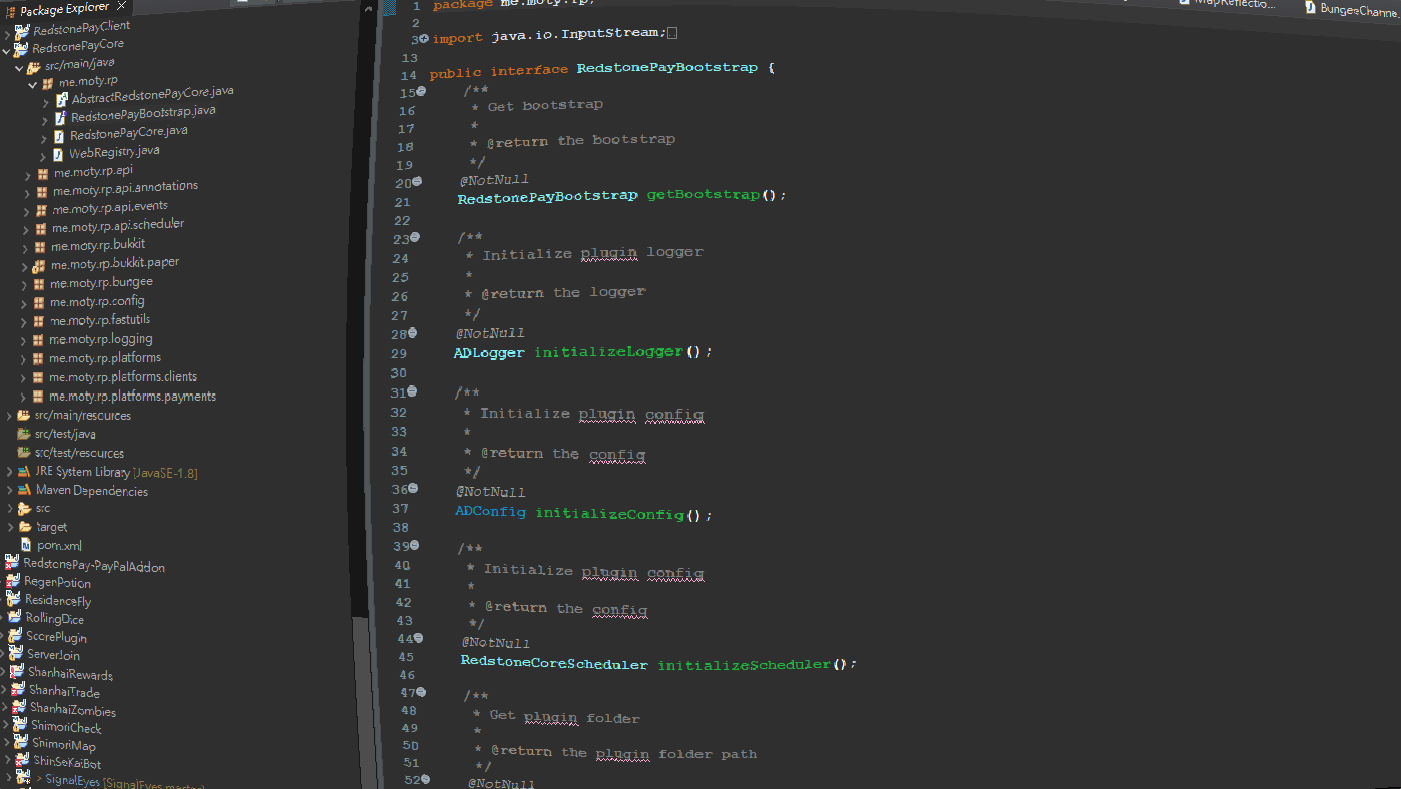 Package Explorer
RedstonePayClient
RedstonePayCore
src/main/java
me.moty.rp
AbstractRedstonePayCore.java
RedstonePayBootstrap.java
RedstonePayCore.java
WebRegistry.java
me.moty.rp.api
me.moty.rp.api.annotations
me.moty.rp.api.events
me.moty.rp.api.scheduler
me.moty.rp.bukkit
me.moty.rp.bukkit.paper
me.moty.rp.bungee
me.moty.rp.config
me.moty.rp.fastutils
me.moty.rp.logging
me.moty.rp.platforms
me.moty.rp.platforms.clients
me.moty.rp.platforms.payments
src/main/resources
src/test/java
src/test/resources
JRE System Library [JavaSE-1.8]
Maven Dependencies
src
target
pom.xml
RedstonePay-PayPalAddon
RegenPotion
ResidenceFly
RollingDice
ScorePlugin
ServerJoin
ShanhaiRewards
ShanhaiTrade
ShanhaiZombies
ShimoriCheck
ShimoriMap
ShinSeKaiBot
> SignalEyes [SignalEyes master]
MapReflectio...
BungeeChanne
1 package me.moty.rp;
2
3 import java.io.InputStream;
13
14 public interface RedstonePayBootstrap {
15 /**
16 * Get bootstrap
17 *
18 * @return the bootstrap
19 */
20 @NotNull
21 RedstonePayBootstrap getBootstrap();
22
23 /**
24 * Initialize plugin logger
25 *
26 * @return the logger
27 */
28 @NotNull
29 ADLogger initializeLogger();
30
31 /**
32 * Initialize plugin config
33 *
34 * @return the config
35 */
36 @NotNull
37 ADConfig initializeConfig();
38
39 /**
40 * Initialize plugin config
41 *
42 * @return the config
43 */
44 @NotNull
45 RedstoneCoreScheduler initializeScheduler();
46
47 /**
48 * Get plugin folder
49 *
50 * @return the plugin folder path
51 */
52 @NotNull